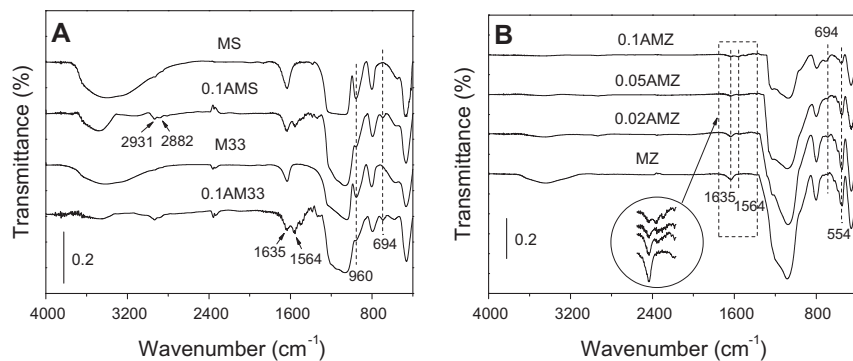 A
MS
0.1AMS
2931
2882
M33
0.1AM33
1635
1564
960
694
0.2
Transmittance (%)
4000
3200
2400
1600
800
Wavenumber (cm⁻¹)
B
694
0.1AMZ
0.05AMZ
0.02AMZ
MZ
1635
1564
554
0.2
Transmittance (%)
4000
3200
2400
1600
800
Wavenumber (cm⁻¹)